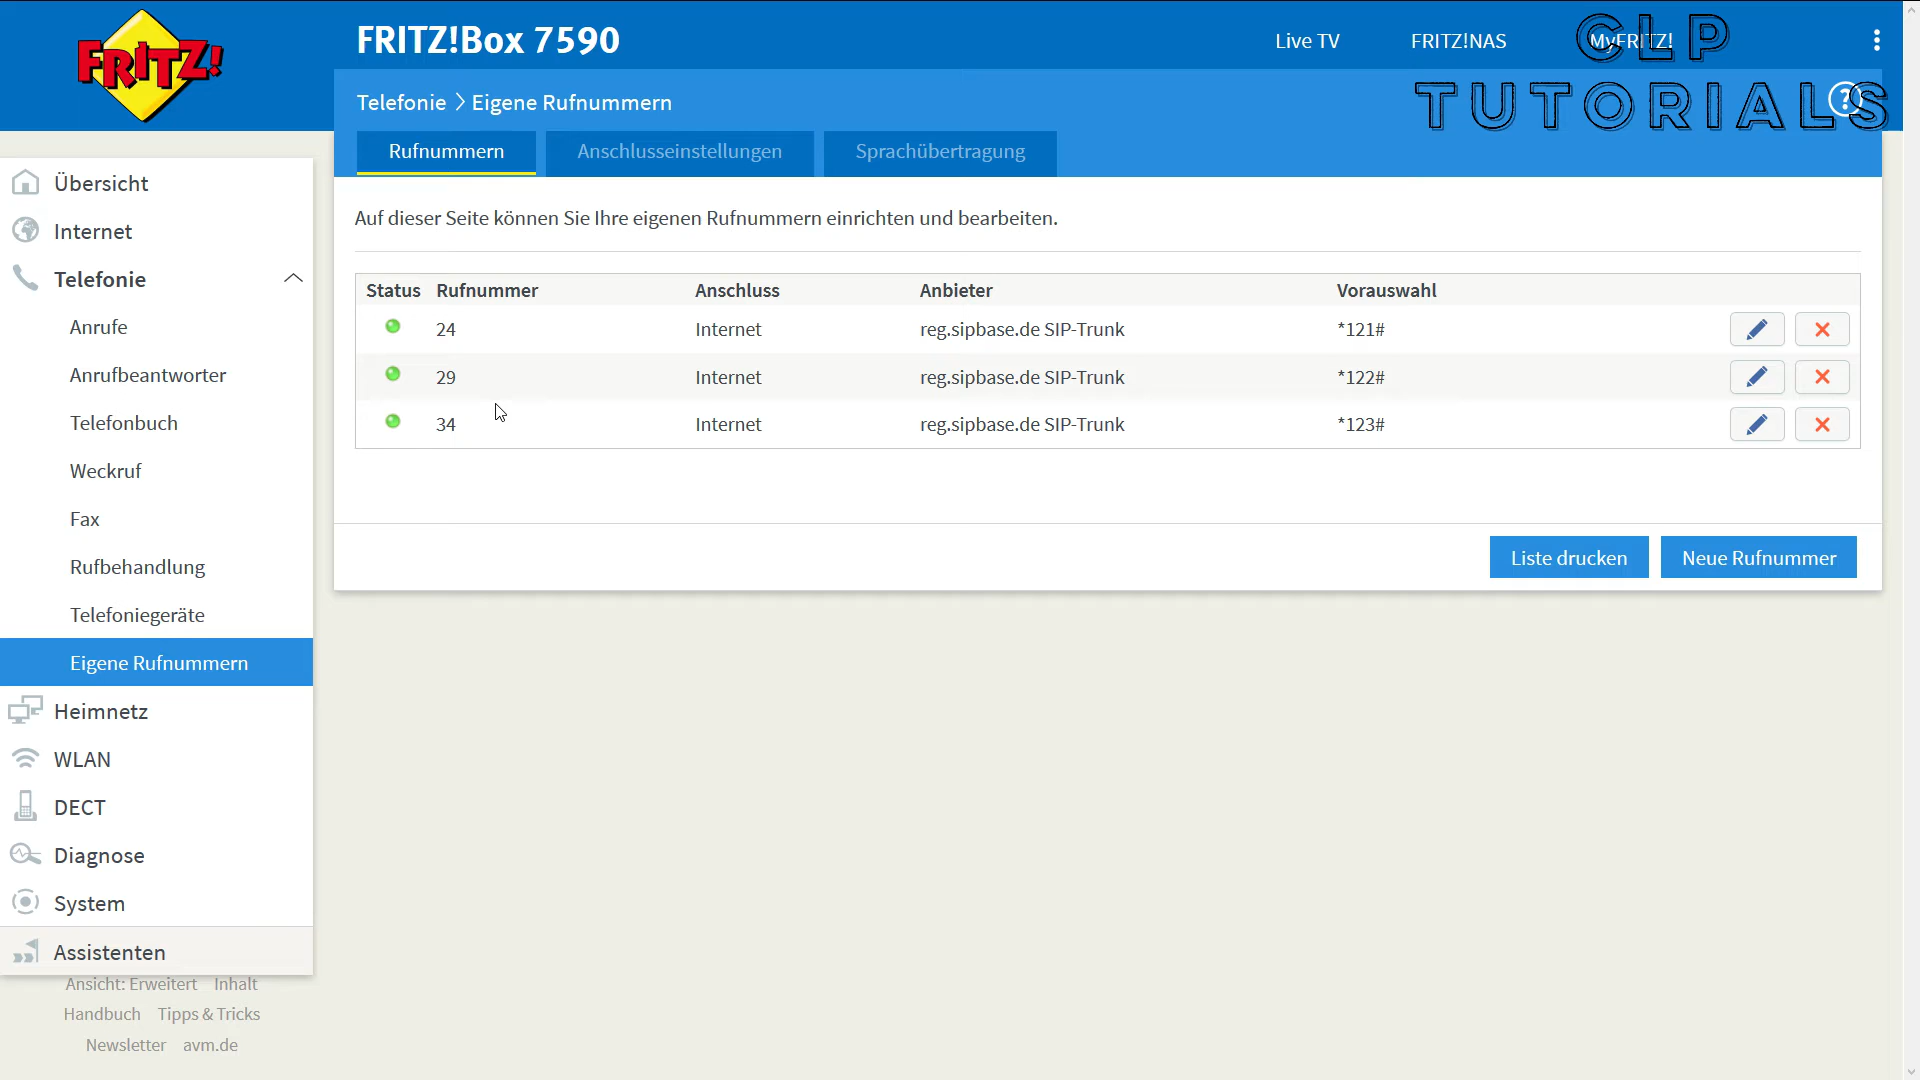 FRITZ!
FRITZ!Box 7590
Live TV
FRITZ!NAS
MyFRITZ!
CLP
TUTORIALS
Telefonie > Eigene Rufnummern
?
Rufnummern
Anschlusseinstellungen
Sprachübertragung
Übersicht
Internet
Telefonie
Anrufe
Anrufbeantworter
Telefonbuch
Weckruf
Fax
Rufbehandlung
Telefoniegeräte
Eigene Rufnummern
Heimnetz
WLAN
DECT
Diagnose
System
Assistenten
Ansicht: Erweitert Inhalt
Handbuch Tipps & Tricks
Newsletter avm.de
Auf dieser Seite können Sie Ihre eigenen Rufnummern einrichten und bearbeiten.
Status Rufnummer Anschluss Anbieter Vorauswahl
24 Internet reg.sipbase.de SIP-Trunk *121#
29 Internet reg.sipbase.de SIP-Trunk *122#
34 Internet reg.sipbase.de SIP-Trunk *123#
Liste drucken
Neue Rufnummer